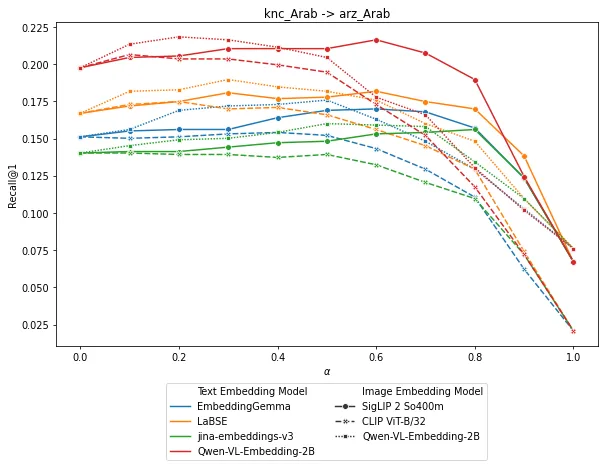 knc_Arab -> arz_Arab
Recall@1
0.225
0.200
0.175
0.150
0.125
0.100
0.075
0.050
0.025
0.0 0.2 0.4 0.6 0.8 1.0
α
Text Embedding Model
EmbeddingGemma
LaBSE
jina-embeddings-v3
Qwen-VL-Embedding-2B
Image Embedding Model
SigLIP 2 So400m
CLIP ViT-B/32
Qwen-VL-Embedding-2B